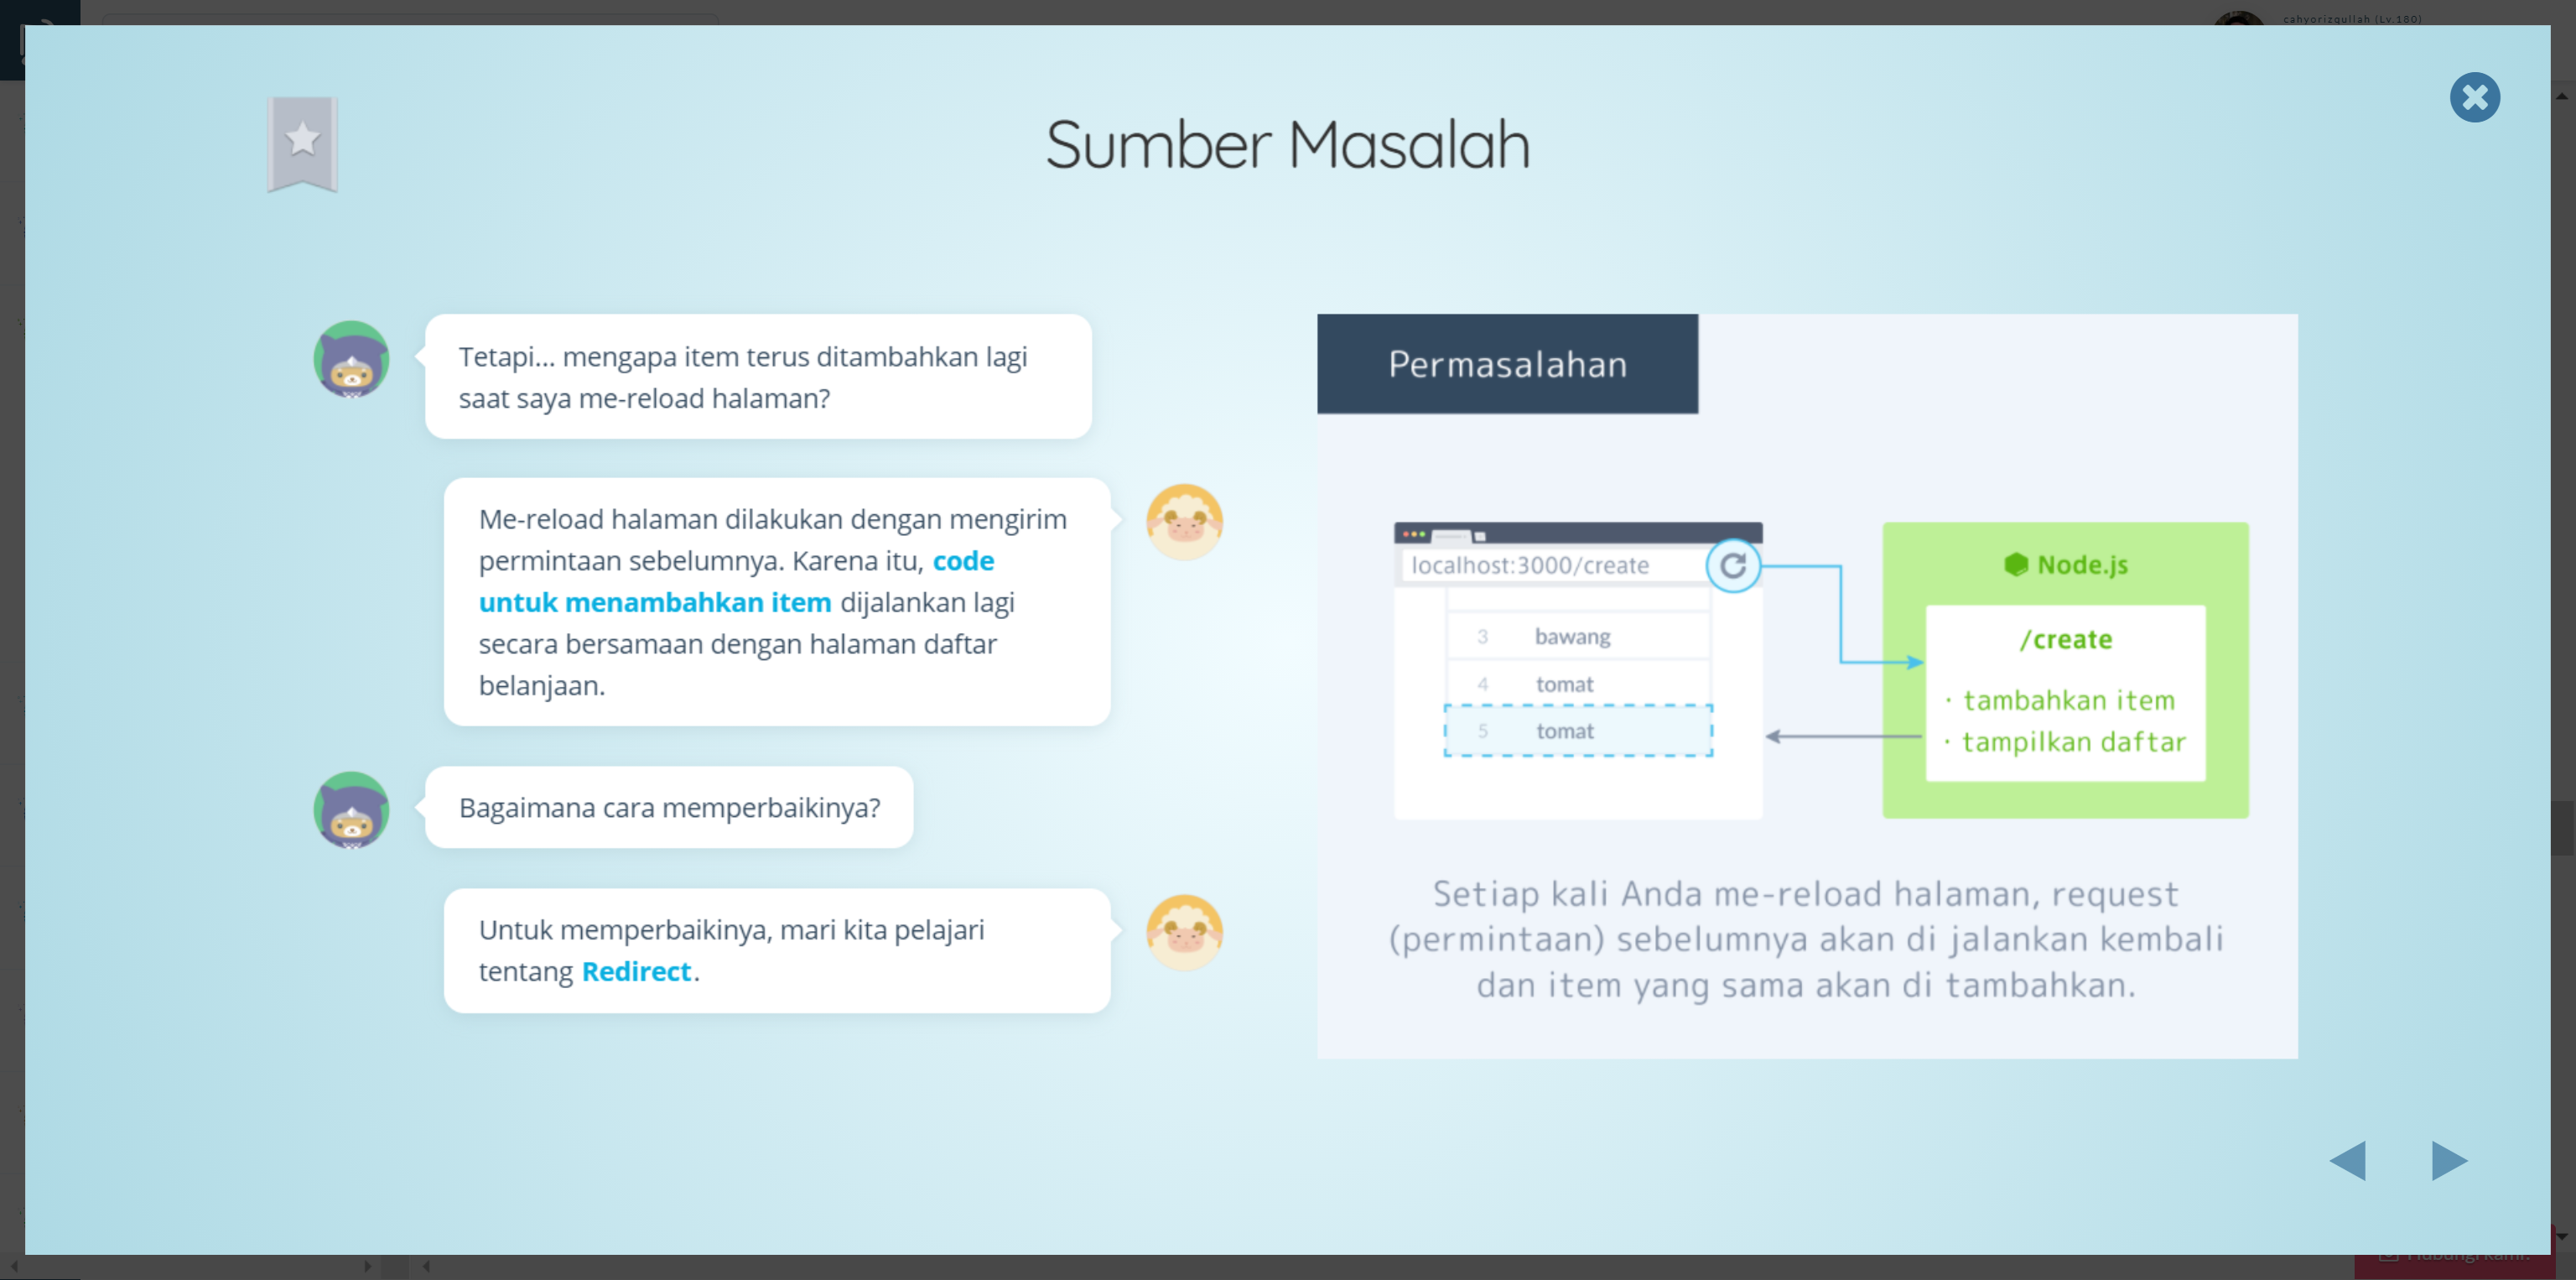 cahyorizqullah (Lv.180)
Sumber Masalah
Tetapi... mengapa item terus ditambahkan lagi
saat saya me-reload halaman?
Me-reload halaman dilakukan dengan mengirim
permintaan sebelumnya. Karena itu, code
untuk menambahkan item dijalankan lagi
secara bersamaan dengan halaman daftar
belanjaan.
Bagaimana cara memperbaikinya?
Untuk memperbaikinya, mari kita pelajari
tentang Redirect.
Permasalahan
localhost:3000/create
3 bawang
4 tomat
5 tomat
Node.js
/create
· tambahkan item
· tampilkan daftar
Setiap kali Anda me-reload halaman, request
(permintaan) sebelumnya akan di jalankan kembali
dan item yang sama akan di tambahkan.